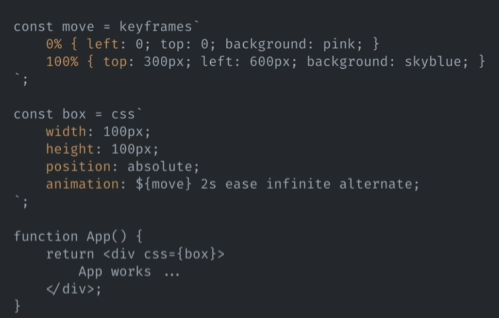 const move = keyframes`
    0% { left: 0; top: 0; background: pink; }
    100% { top: 300px; left: 600px; background: skyblue; }
`;

const box = css`
    width: 100px;
    height: 100px;
    position: absolute;
    animation: ${move} 2s ease infinite alternate;
`;

function App() {
    return <div css={box}>
        App works ...
    </div>;
}